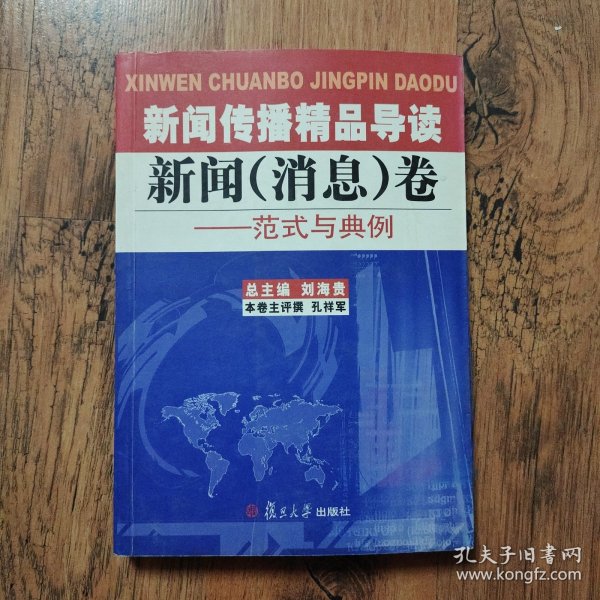 XINWEN CHUANBO JINGPIN DAODU
新闻传播精品导读
新闻(消息)卷
——范式与典例
总主编 刘海贵
本卷主评撰 孔祥军
复旦大学出版社
孔夫子旧书网
www.kongfz.com